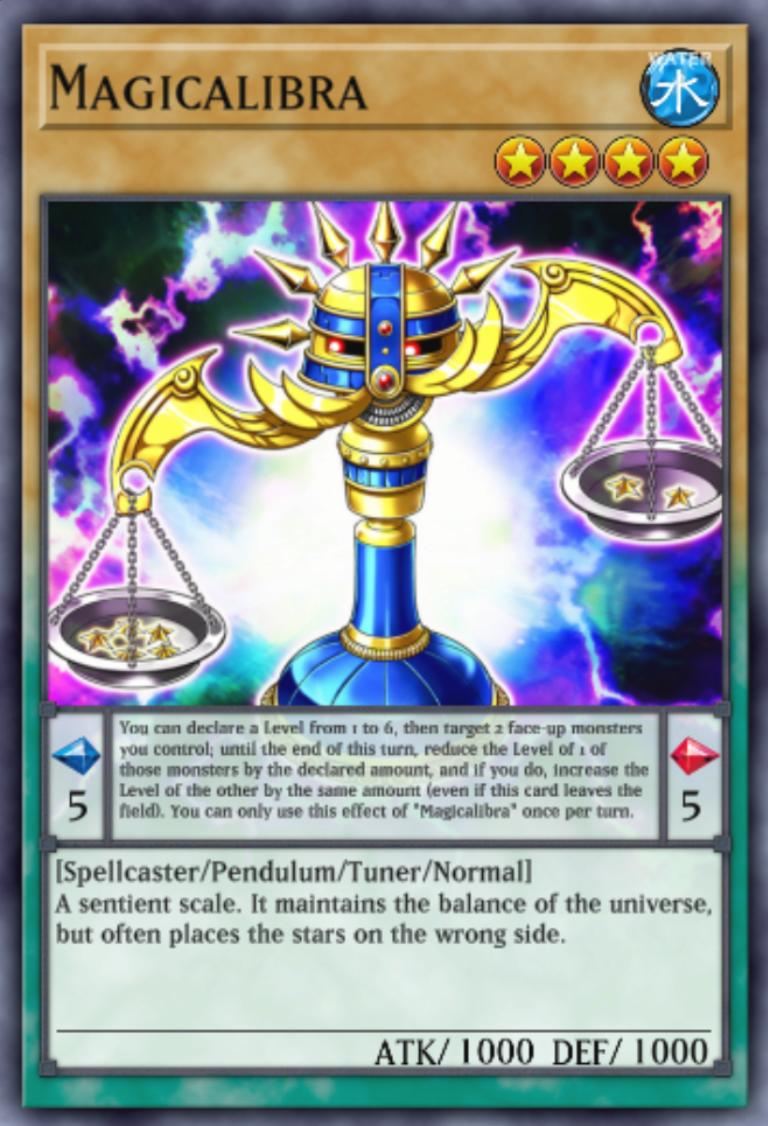 MAGICALIBRA
WATER
水
You can declare a Level from 1 to 6, then target 2 face-up monsters
you control; until the end of this turn, reduce the Level of 1 of
those monsters by the declared amount, and if you do, increase the
Level of the other by the same amount (even if this card leaves the
field). You can only use this effect of "Magicalibra" once per turn.
5
5
[Spellcaster/Pendulum/Tuner/Normal]
A sentient scale. It maintains the balance of the universe,
but often places the stars on the wrong side.
ATK/ 1000 DEF/ 1000